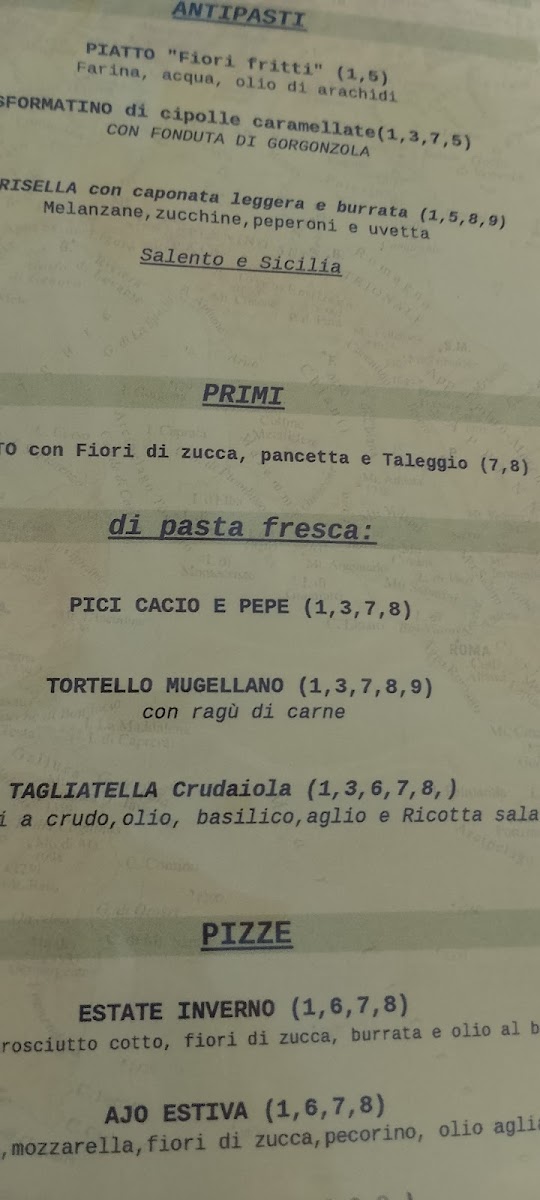 ANTIPASTI
PIATTO "Fiori fritti" (1,5)
Farina, acqua, olio di arachidi
SFORMATINO di cipolle caramellate(1,3,7,5)
CON FONDUTA DI GORGONZOLA
RISELLA con caponata leggera e burrata (1,5,8,9)
Melanzane,zucchine,peperoni e uvetta
Salento e Sicilia
PRIMI
TO con Fiori di zucca, pancetta e Taleggio (7,8)
di pasta fresca:
PICI CACIO E PEPE (1,3,7,8)
ROMA
TORTELLO MUGELLANO (1,3,7,8,9)
con ragù di carne
TAGLIATELLA Crudaiola (1,3,6,7,8,)
i a crudo,olio, basilico,aglio e Ricotta sala
PIZZE
ESTATE INVERNO (1,6,7,8)
rosciutto cotto, fiori di zucca, burrata e olio al b
AJO ESTIVA (1,6,7,8)
,mozzarella,fiori di zucca,pecorino, olio agli